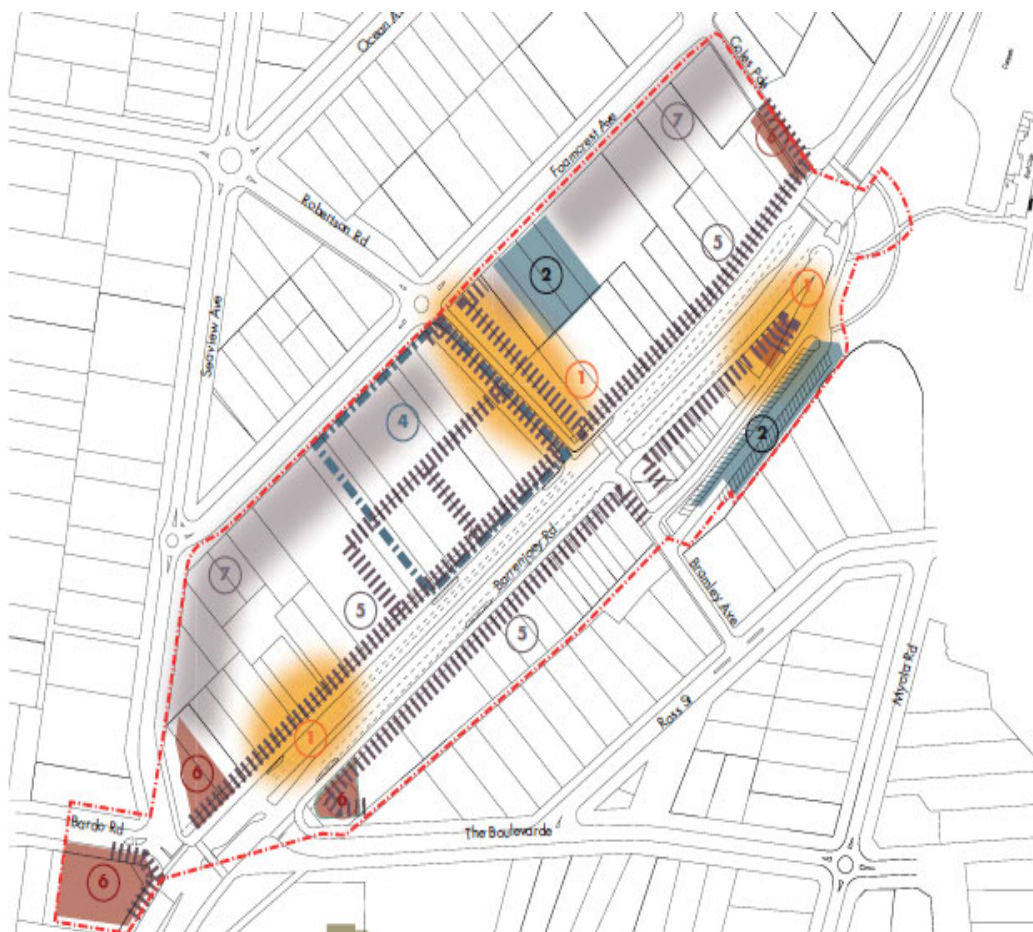 Ocean A
Coles Pde
7
Foamcrest Ave
Robertson Rd
5
2
1
Seaview Ave
1
4
2
Barrenjoey Rd
7
5
5
Bramley Ave
Myola Rd
Ross St
1
6
6
Bardo Rd
The Boulevarde
6